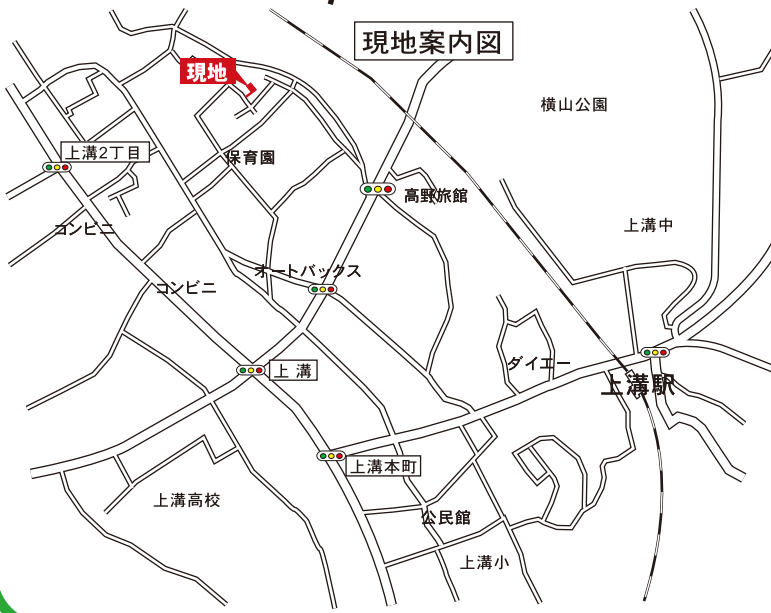 現地案内図
現地
横山公園
上溝2丁目
保育園
高野旅館
上溝中
コンビニ
オートバックス
コンビニ
ダイエー
上溝
上溝駅
上溝本町
上溝高校
公民館
上溝小